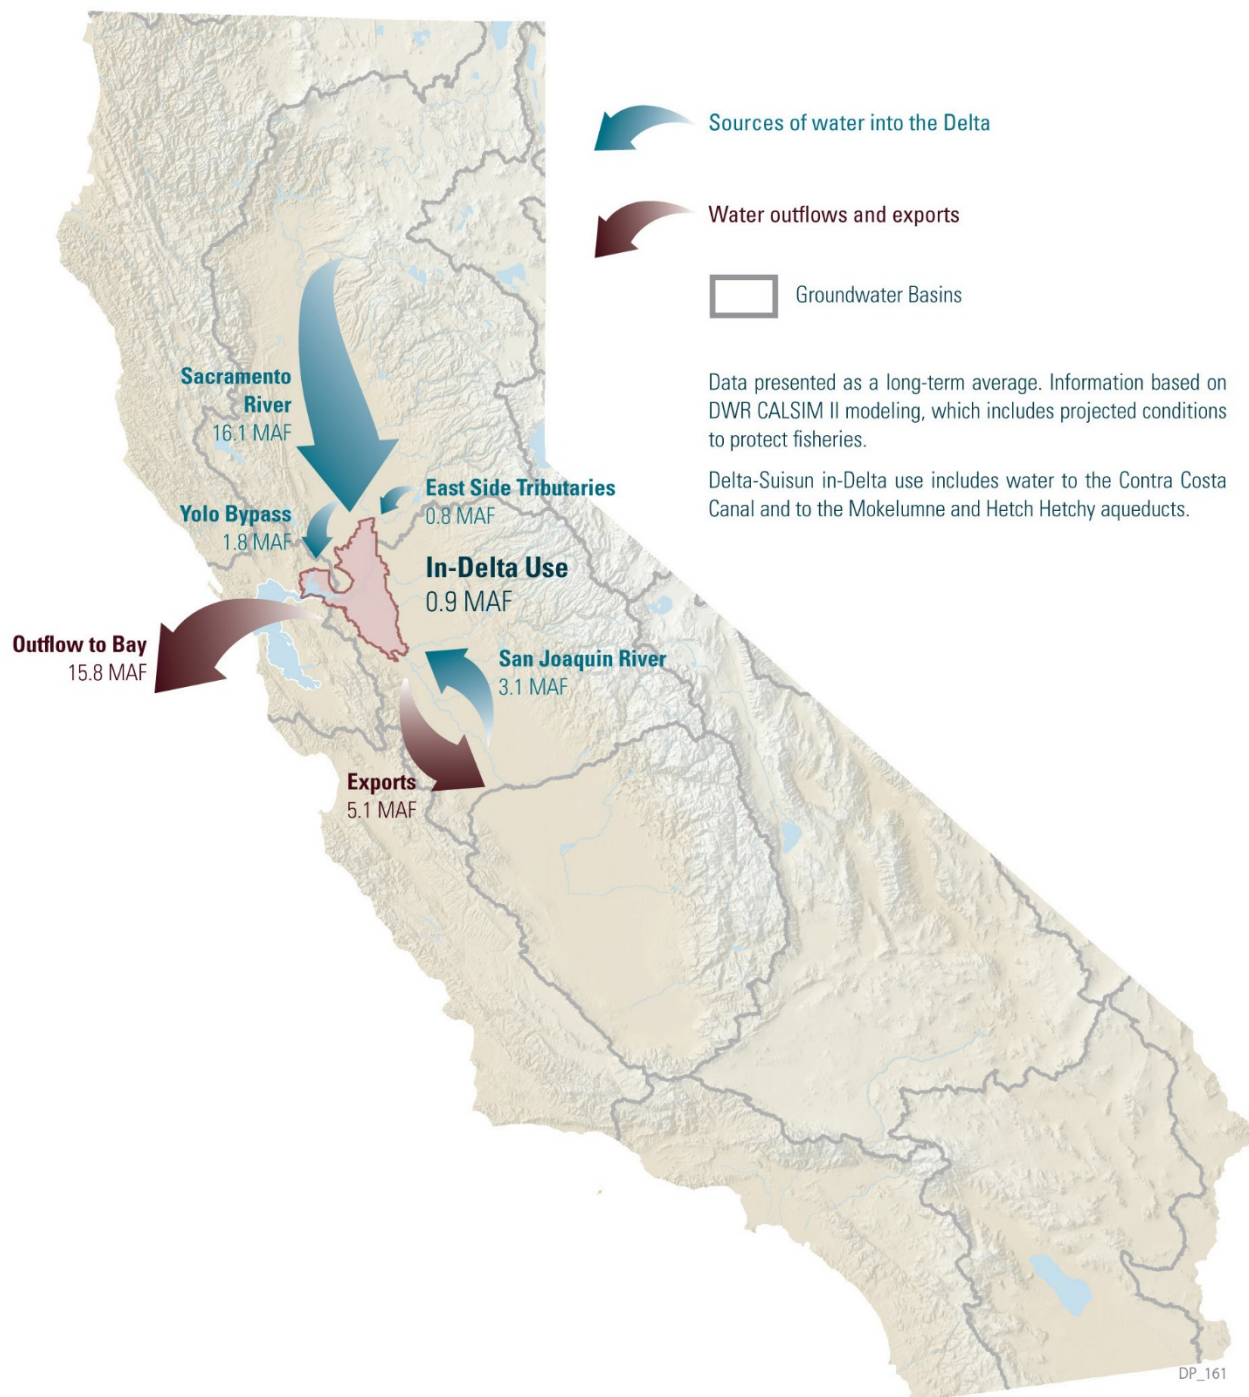 Sources of water into the Delta
Water outflows and exports
Groundwater Basins
Data presented as a long-term average. Information based on
DWR CALSIM II modeling, which includes projected conditions
to protect fisheries.
Delta-Suisun in-Delta use includes water to the Contra Costa
Canal and to the Mokelumne and Hetch Hetchy aqueducts.
Sacramento
River
16.1 MAF
East Side Tributaries
0.8 MAF
Yolo Bypass
1.8 MAF
In-Delta Use
0.9 MAF
Outflow to Bay
15.8 MAF
San Joaquin River
3.1 MAF
Exports
5.1 MAF
DP_161